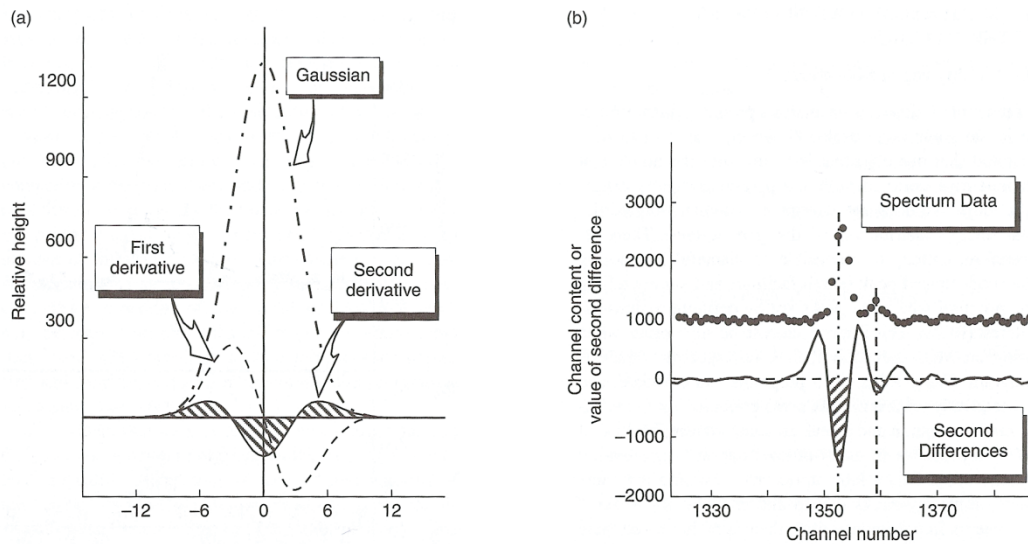 (a)
1200
900
600
300
Relative height
Gaussian
First
derivative
Second
derivative
−12
−6
0
6
12
(b)
3000
2000
1000
0
−1000
−2000
Channel content or
value of second difference
Spectrum Data
Second
Differences
1330
1350
1370
Channel number